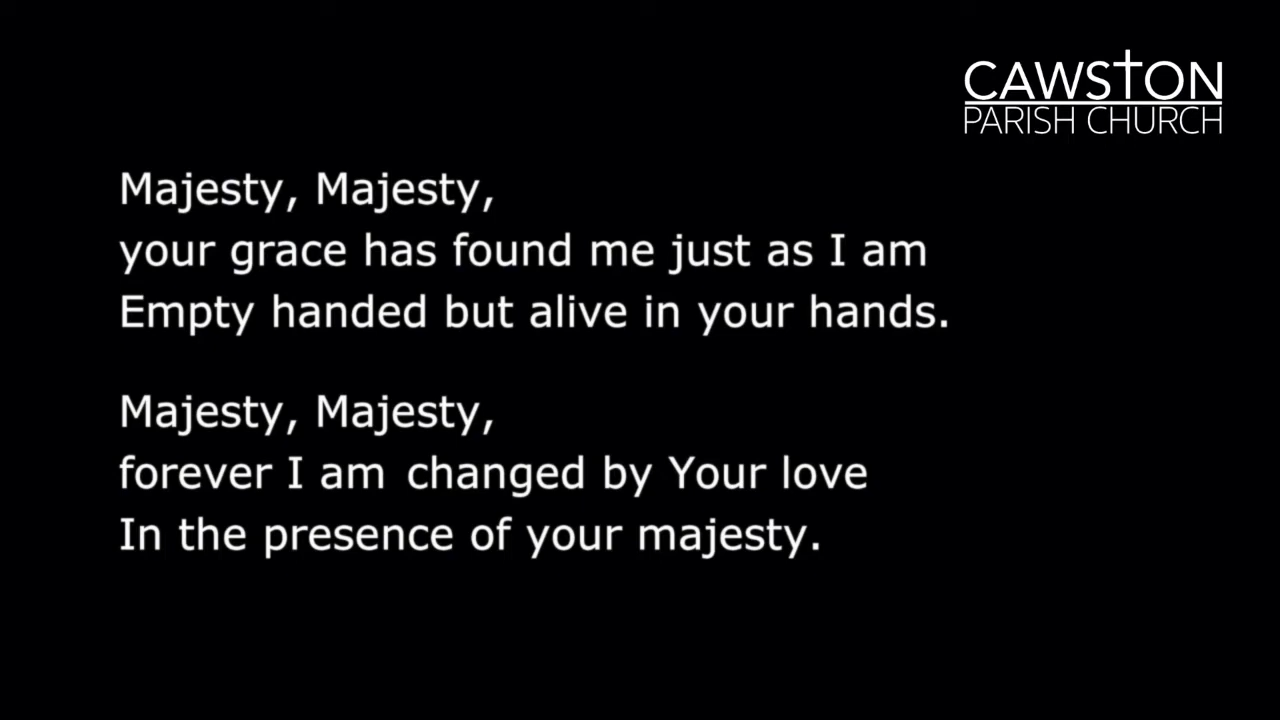 CAWSTON
PARISH CHURCH
Majesty, Majesty,
your grace has found me just as I am
Empty handed but alive in your hands.
Majesty, Majesty,
forever I am changed by Your love
In the presence of your majesty.